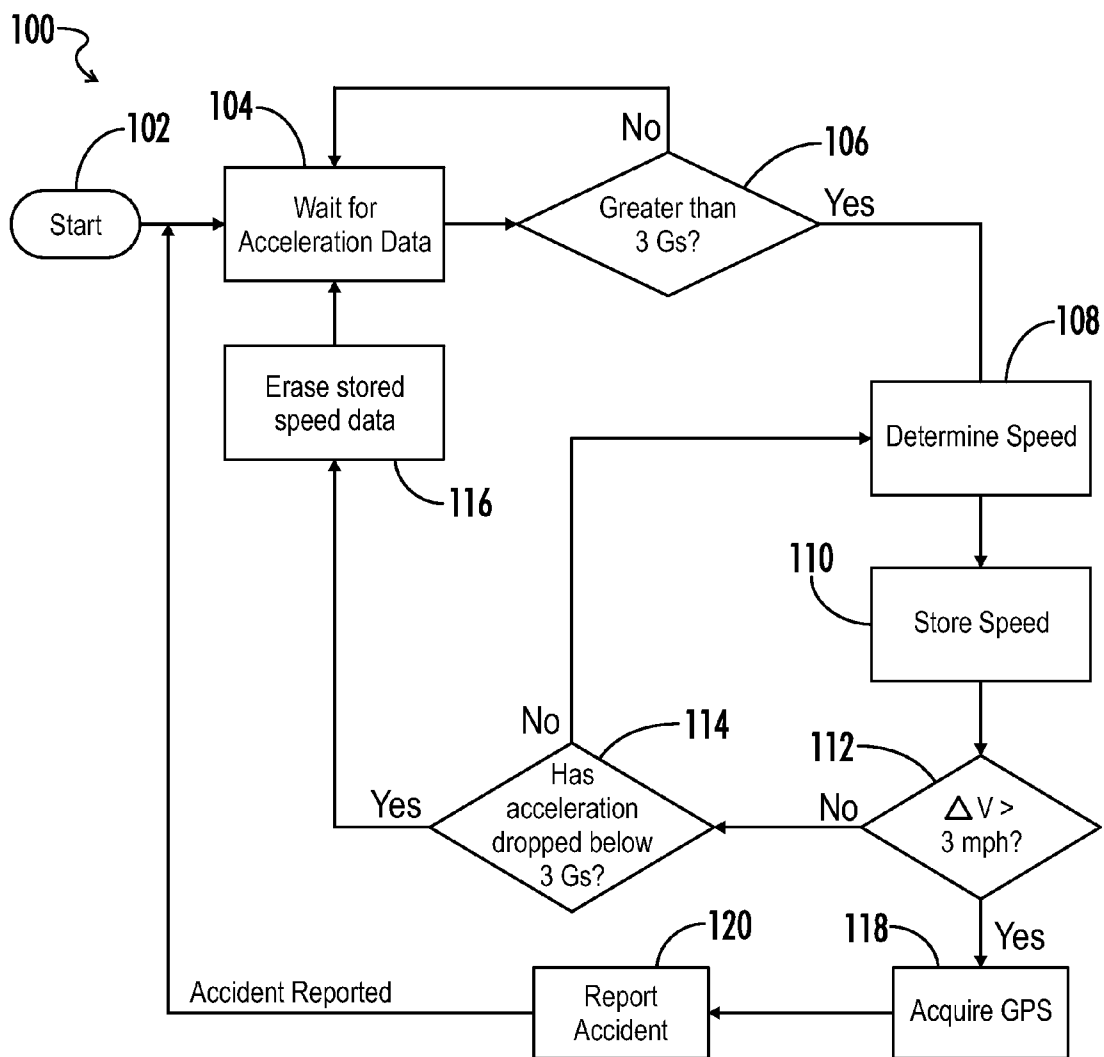 100
102
104
No
106
Start
Wait for
Acceleration Data
Greater than
3 Gs?
Yes
108
Erase stored
speed data
Determine Speed
116
110
Store Speed
No
114
112
Yes
Has
acceleration
dropped below
3 Gs?
No
Δ V >
3 mph?
120
118
Yes
Accident Reported
Report
Accident
Acquire GPS